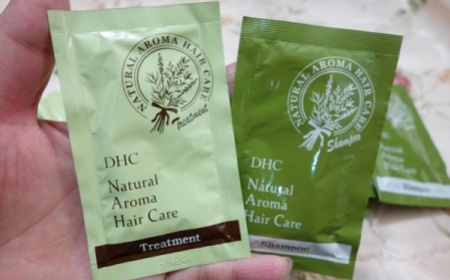 NATURAL AROMA HAIR CARE
Treatment
DHC
Natural
Aroma
Hair Care
Treatment
NATURAL AROMA HAIR CARE
Shampoo
DHC
Natural
Aroma
Hair Care
Shampoo